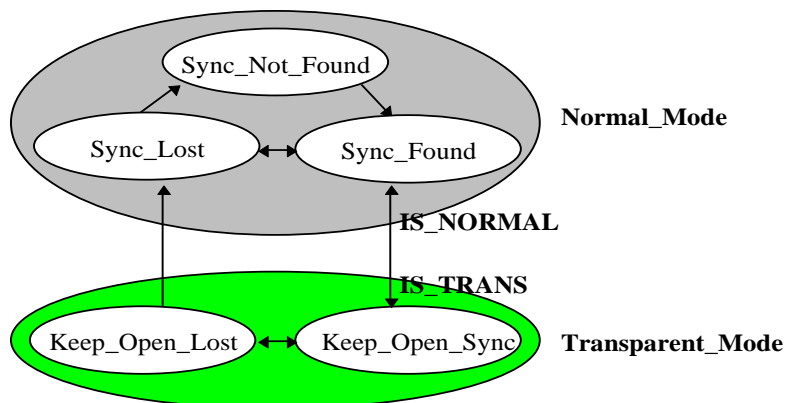 Sync_Not_Found
Normal_Mode
Sync_Lost
Sync_Found
IS_NORMAL
IS_TRANS
Keep_Open_Lost
Keep_Open_Sync
Transparent_Mode